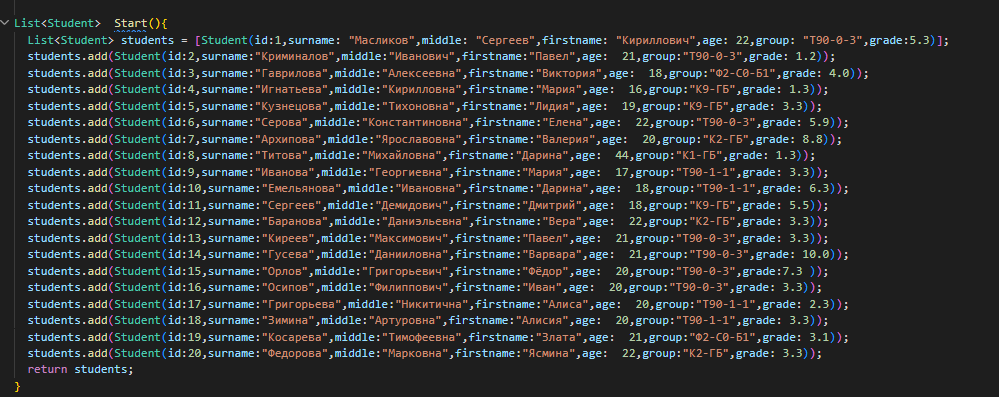 List<Student>  Start(){
List<Student> students = [Student(id:1,surname: "Масликов",middle: "Сергеев",firstname: "Кириллович",age: 22,group: "Т90-0-3",grade:5.3)];
students.add(Student(id:2,surname:"Криминалов",middle:"Иванович",firstname:"Павел",age:  21,group:"Т90-0-3",grade: 1.2));
students.add(Student(id:3,surname:"Гаврилова",middle:"Алексеевна",firstname:"Виктория",age:  18,group:"Ф2-С0-Б1",grade: 4.0));
students.add(Student(id:4,surname:"Игнатьева",middle:"Кирилловна",firstname:"Мария",age:  16,group:"К9-ГБ",grade: 1.3));
students.add(Student(id:5,surname:"Кузнецова",middle:"Тихоновна",firstname:"Лидия",age:  19,group:"К9-ГБ",grade: 3.3));
students.add(Student(id:6,surname:"Серова",middle:"Константиновна",firstname:"Елена",age:  22,group:"Т90-0-3",grade: 5.9));
students.add(Student(id:7,surname:"Архипова",middle:"Ярославовна",firstname:"Валерия",age:  20,group:"К2-ГБ",grade: 8.8));
students.add(Student(id:8,surname:"Титова",middle:"Михайловна",firstname:"Дарина",age:  44,group:"К1-ГБ",grade: 1.3));
students.add(Student(id:9,surname:"Иванова",middle:"Георгиевна",firstname:"Мария",age:  17,group:"Т90-1-1",grade: 3.3));
students.add(Student(id:10,surname:"Емельянова",middle:"Ивановна",firstname:"Дарина",age:  18,group:"Т90-1-1",grade: 6.3));
students.add(Student(id:11,surname:"Сергеев",middle:"Демидович",firstname:"Дмитрий",age:  18,group:"К9-ГБ",grade: 5.5));
students.add(Student(id:12,surname:"Баранова",middle:"Даниэльевна",firstname:"Вера",age:  22,group:"К2-ГБ",grade: 3.3));
students.add(Student(id:13,surname:"Киреев",middle:"Максимович",firstname:"Павел",age:  21,group:"Т90-0-3",grade: 3.3));
students.add(Student(id:14,surname:"Гусева",middle:"Данииловна",firstname:"Варвара",age:  21,group:"Т90-0-3",grade: 10.0));
students.add(Student(id:15,surname:"Орлов",middle:"Григорьевич",firstname:"Фёдор",age:  20,group:"Т90-0-3",grade:7.3 ));
students.add(Student(id:16,surname:"Осипов",middle:"Филиппович",firstname:"Иван",age:  20,group:"Т90-0-3",grade: 3.3));
students.add(Student(id:17,surname:"Григорьева",middle:"Никитична",firstname:"Алиса",age:  20,group:"Т90-1-1",grade: 2.3));
students.add(Student(id:18,surname:"Зимина",middle:"Артуровна",firstname:"Алисия",age:  20,group:"Т90-1-1",grade: 3.3));
students.add(Student(id:19,surname:"Косарева",middle:"Тимофеевна",firstname:"Злата",age:  21,group:"Ф2-С0-Б1",grade: 3.1));
students.add(Student(id:20,surname:"Федорова",middle:"Марковна",firstname:"Ясмина",age:  22,group:"К2-ГБ",grade: 3.3));
return students;
}